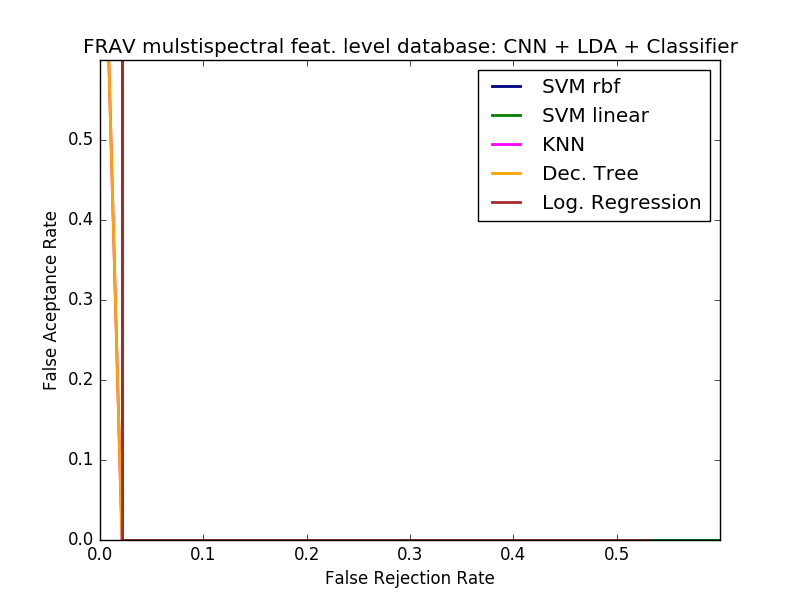 FRAV mulstispectral feat. level database: CNN + LDA + Classifier
SVM rbf
SVM linear
KNN
Dec. Tree
Log. Regression
False Aceptance Rate
0.5
0.4
0.3
0.2
0.1
0.0
0.0 0.1 0.2 0.3 0.4 0.5
False Rejection Rate